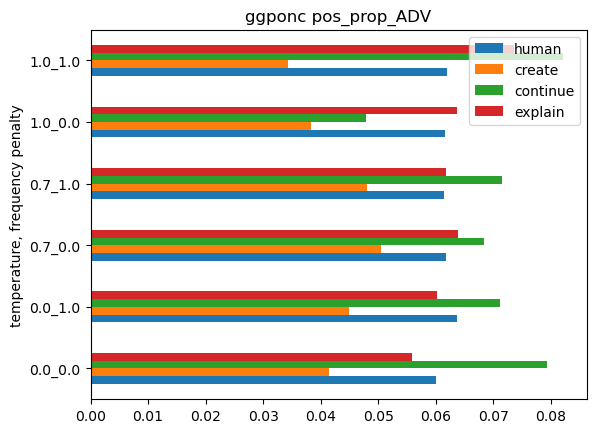 ggponc pos_prop_ADV
human
create
continue
explain
temperature, frequency penalty
1.0_1.0
1.0_0.0
0.7_1.0
0.7_0.0
0.0_1.0
0.0_0.0
0.00 0.01 0.02 0.03 0.04 0.05 0.06 0.07 0.08